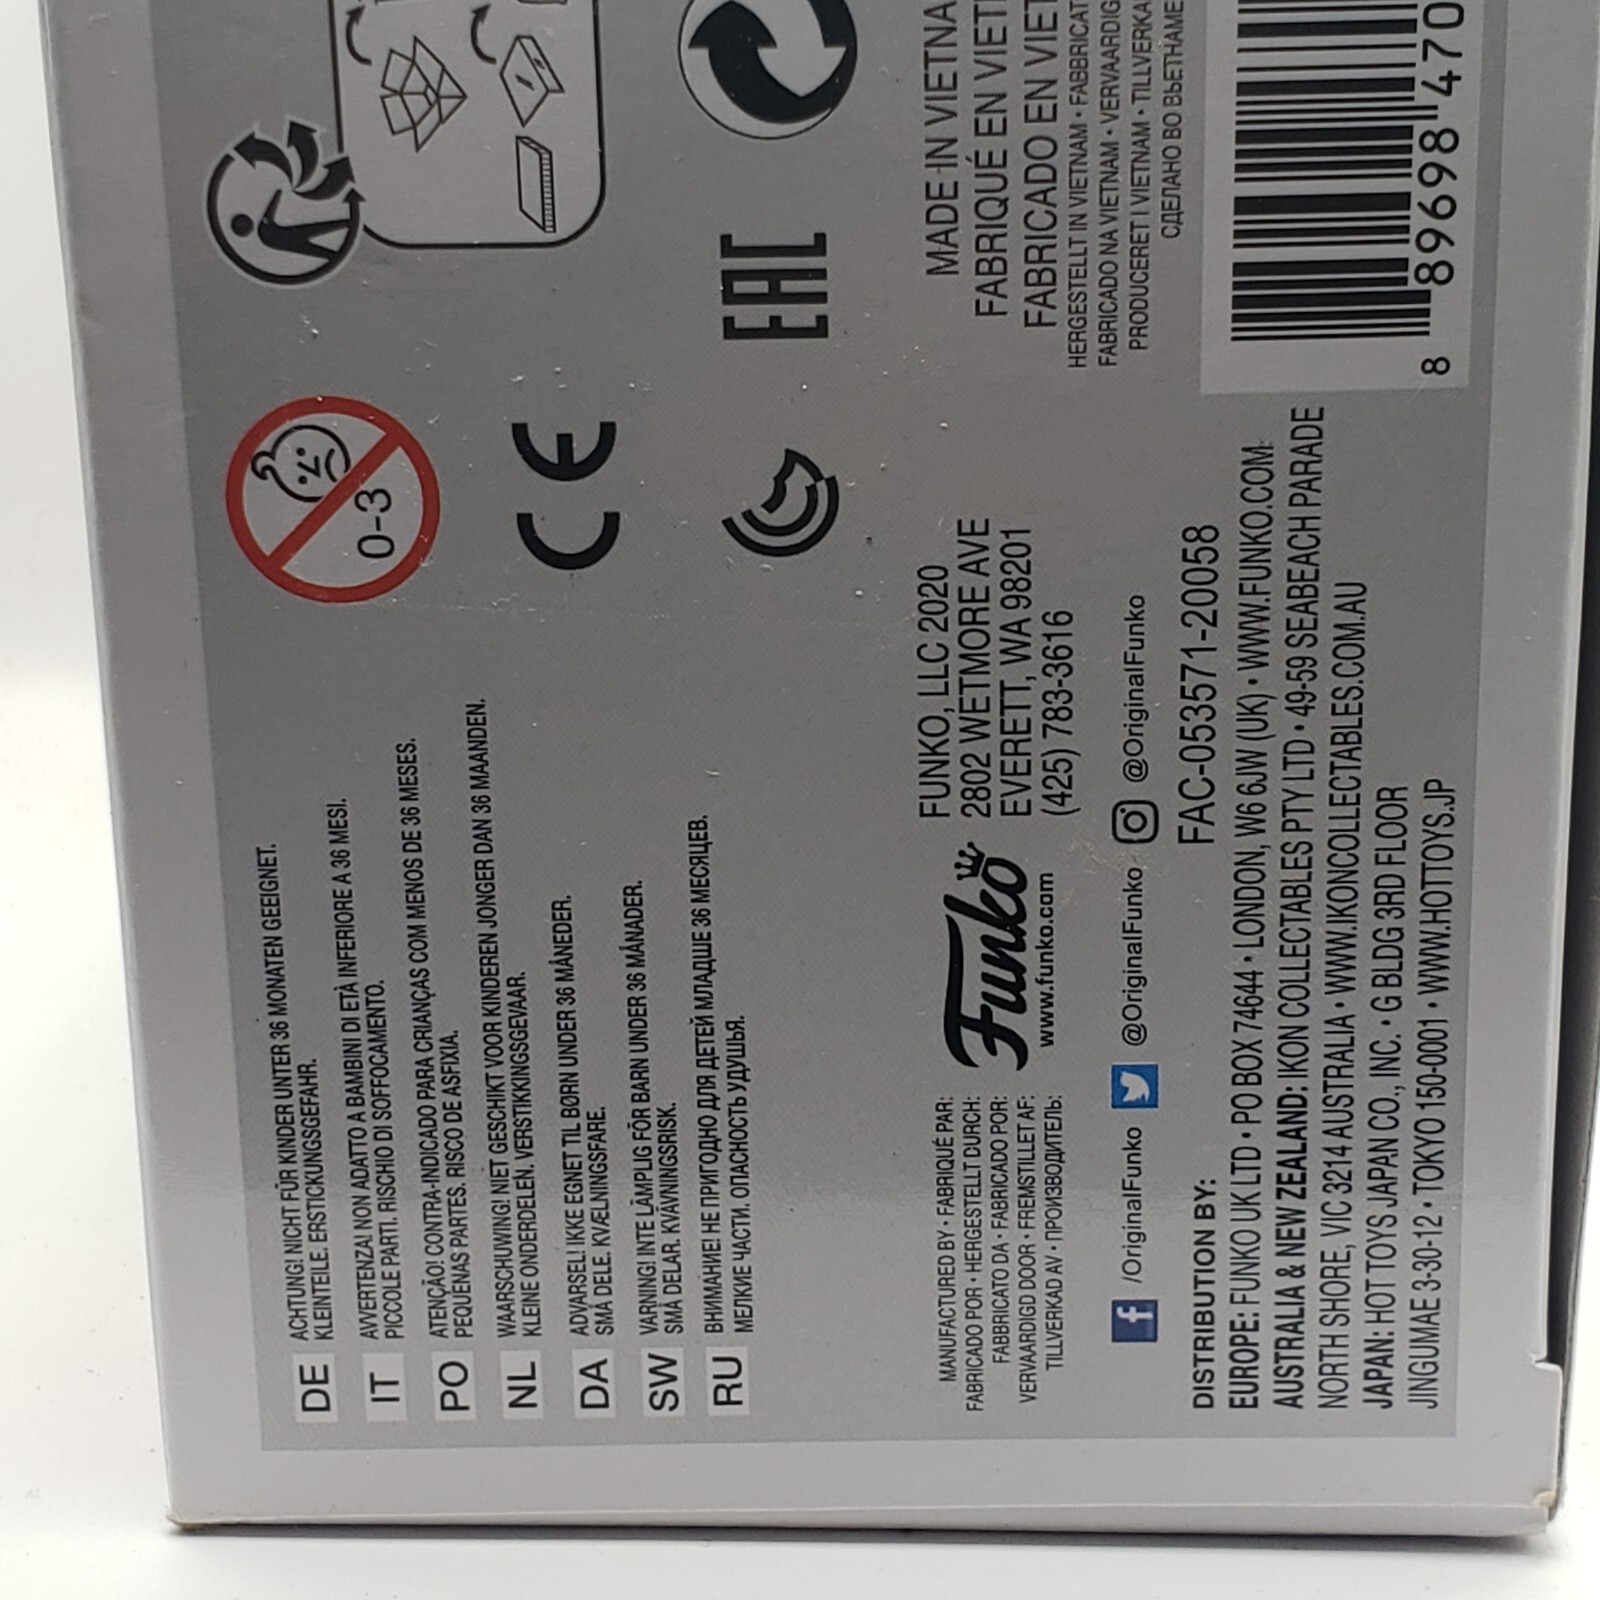 DE ACHTUNG! NICHT FÜR KINDER UNTER 36 MONATEN GEEIGNET.
KLEINTEILE. ERSTICKUNGSGEFAHR.
IT AVVERTENZA! NON ADATTO A BAMBINI DI ETÀ INFERIORE A 36 MESI.
PICCOLE PARTI. RISCHIO DI SOFFOCAMENTO.
PO ATENÇÃO! CONTRA-INDICADO PARA CRIANÇAS COM MENOS DE 36 MESES.
PEQUENAS PARTES. RISCO DE ASFIXIA.
NL WAARSCHUWING! NIET GESCHIKT VOOR KINDEREN JONGER DAN 36 MAANDEN.
KLEINE ONDERDELEN. VERSTIKKINGSGEVAAR.
DA ADVARSEL! IKKE EGNET TIL BØRN UNDER 36 MÅNEDER.
SMÅ DELE. KVÆLNINGSFARE.
SW VARNING! INTE LÄMPLIG FÖR BARN UNDER 36 MÅNADER.
SMÅ DELAR. KVÄVNINGSRISK.
RU ВНИМАНИЕ! НЕ ПРИГОДНО ДЛЯ ДЕТЕЙ МЛАДШЕ 36 МЕСЯЦЕВ.
МЕЛКИЕ ЧАСТИ. ОПАСНОСТЬ УДУШЬЯ.
0-3
CE
EAC
MANUFACTURED BY • FABRIQUÉ PAR:
FABRICADO POR • HERGESTELLT DURCH:
FABBRICATO DA • FABRICADO POR:
VERVAARDIGD DOOR • FREMSTILLET AF:
TILLVERKAD AV • ПРОИЗВОДИТЕЛЬ:
Funko
www.funko.com
FUNKO, LLC 2020
2802 WETMORE AVE
EVERETT, WA 98201
(425) 783-3616
MADE IN VIETNA
FABRIQUÉ EN VIET
FABRICADO EN VIET
HERGESTELLT IN VIETNAM • FABBRICAT
FABRICADO NA VIETNAM • VERVAARDIG
PRODUCERET I VIETNAM • TILLVERKA
СДЕЛАНО ВО ВЬЕТНАМЕ
/OriginalFunko @OriginalFunko @OriginalFunko
FAC-053571-20058
DISTRIBUTION BY:
EUROPE: FUNKO UK LTD • PO BOX 74644 • LONDON, W6 6JW (UK) • WWW.FUNKO.COM
AUSTRALIA & NEW ZEALAND: IKON COLLECTABLES PTY LTD • 49-59 SEABEACH PARADE
NORTH SHORE, VIC 3214 AUSTRALIA • WWW.IKONCOLLECTABLES.COM.AU
JAPAN: HOT TOYS JAPAN CO., INC. • G BLDG 3RD FLOOR
JINGUMAE 3-30-12 • TOKYO 150-0001 • WWW.HOTTOYS.JP
8 89698 470